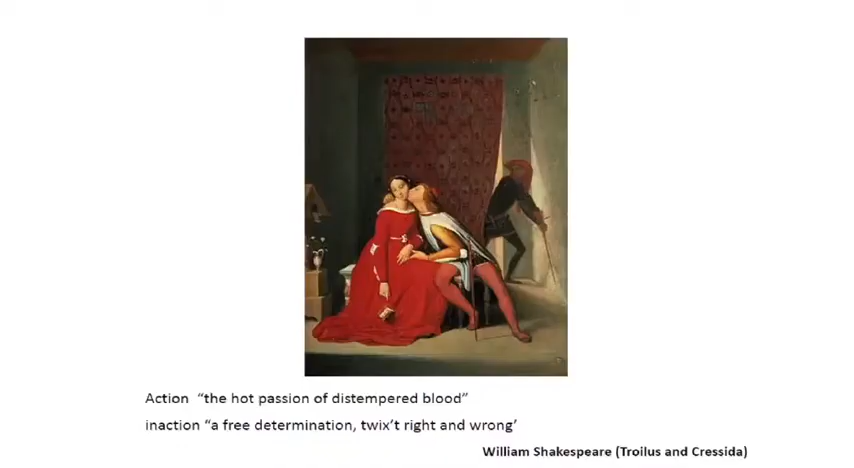 Action “the hot passion of distempered blood”
inaction “a free determination, twix’t right and wrong’
William Shakespeare (Troilus and Cressida)